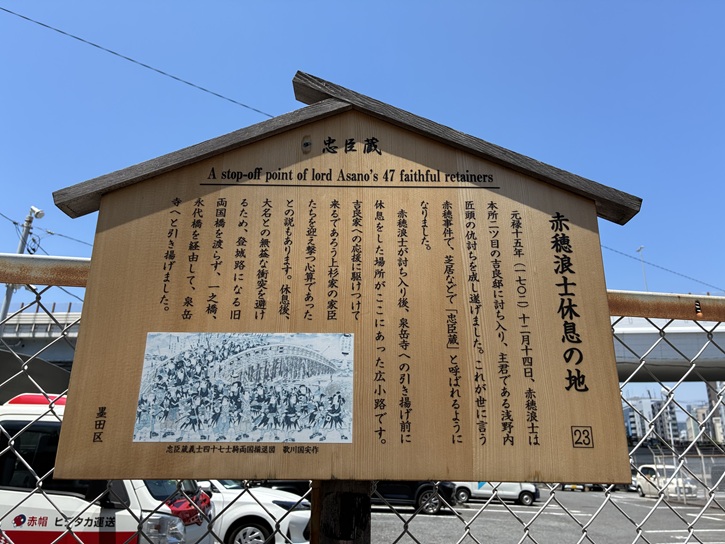 忠臣蔵
A stop-off point of lord Asano's 47 faithful retainers
赤穂浪士休息の地
23
元禄十五年（一七〇二）十二月十四日、赤穂浪士は
本所二ツ目の吉良邸に討ち入り、主君である浅野内
匠頭の仇討ちを成し遂げました。これが世に言う
赤穂事件で、芝居などで「忠臣蔵」と呼ばれるように
なりました。
赤穂浪士が討ち入り後、泉岳寺への引き揚げ前に
休息をした場所がここにあった広小路です。
吉良家への応援に駆けつけて
来るであろう上杉家の家臣
たちを迎え撃つ心算であった
との説もあります。休息後、
大名との無益な衝突を避け
るため、登城路になる旧
両国橋を渡らず、一之橋、
永代橋を経由して、泉岳
寺へと引き揚げました。
忠臣蔵義士四十七士騎両国揃退図 歌川国安作
墨田区
赤帽 ヒシタカ運送